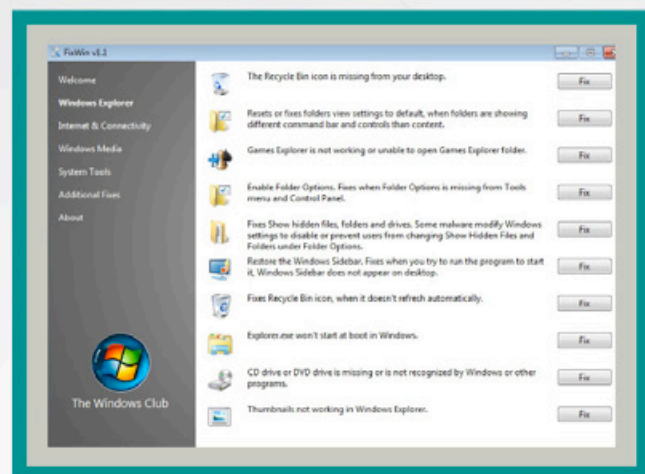 FixWin v1.1
Welcome
Windows Explorer
Internet & Connectivity
Windows Media
System Tools
Additional Fixes
About
The Windows Club
The Recycle Bin icon is missing from your desktop.
Fix
Resets or fixes folders view settings to default, when folders are showing
different command bar and controls than content.
Fix
Games Explorer is not working or unable to open Games Explorer folder.
Fix
Enable Folder Options. Fixes when Folder Options is missing from Tools
menu and Control Panel.
Fix
Fixes Show hidden files, folders and drives. Some malware modify Windows
settings to disable or prevent users from changing Show Hidden Files and
Folders under Folder Options.
Fix
Restore the Windows Sidebar. Fixes when you try to run the program to start
it, Windows Sidebar does not appear on desktop.
Fix
Fixes Recycle Bin icon, when it doesn't refresh automatically.
Fix
Explorer.exe won't start at boot in Windows.
Fix
CD drive or DVD drive is missing or is not recognized by Windows or other
programs.
Fix
Thumbnails not working in Windows Explorer.
Fix